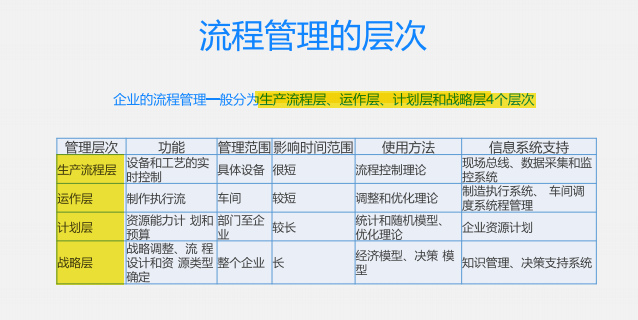 流程管理的层次
企业的流程管理一般分为生产流程层、运作层、计划层和战略层4个层次
管理层次 功能 管理范围 影响时间范围 使用方法 信息系统支持
生产流程层 设备和工艺的实时控制 具体设备 很短 流程控制理论 现场总线、数据采集和监控系统
运作层 制作执行流 车间 较短 调整和优化理论 制造执行系统、 车间调度系统程管理
计划层 资源能力计 划和预算 部门至企业 较长 统计和随机模型、优化理论 企业资源计划
战略层 战略调整、流 程设计和资 源类型确定 整个企业 长 经济模型、决策 模型 知识管理、决策支持系统